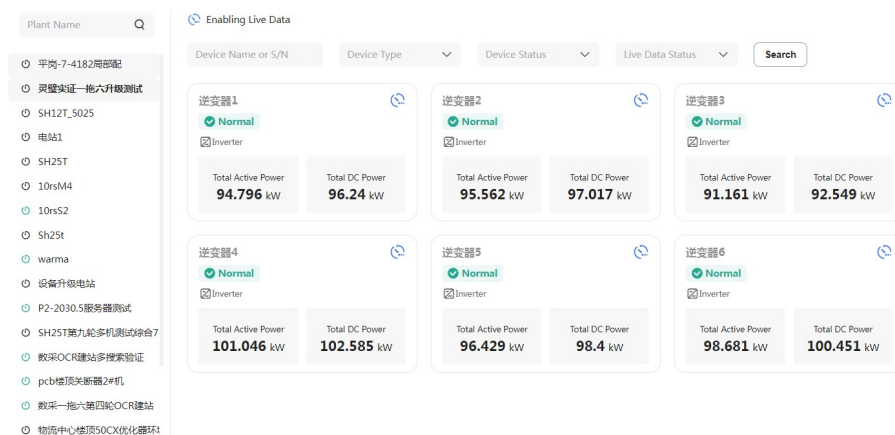 Plant Name
平岗-7-4182局部配
灵璧实证一拖六升级测试
SH12T_5025
电站1
SH25T
10rsM4
10rsS2
Sh25t
warma
设备升级电站
P2-2030.5服务器测试
SH25T第九轮多机测试综合7
数采OCR建站多搜索验证
pcb楼顶关断器2#机
数采一拖六第四轮OCR建站
物流中心楼顶50CX优化器环
Enabling Live Data
Device Name or S/N Device Type Device Status Live Data Status Search
逆变器1
Normal
Inverter
Total Active Power Total DC Power
94.796 kW 96.24 kW
逆变器2
Normal
Inverter
Total Active Power Total DC Power
95.562 kW 97.017 kW
逆变器3
Normal
Inverter
Total Active Power Total DC Power
91.161 kW 92.549 kW
逆变器4
Normal
Inverter
Total Active Power Total DC Power
101.046 kW 102.585 kW
逆变器5
Normal
Inverter
Total Active Power Total DC Power
96.429 kW 98.4 kW
逆变器6
Normal
Inverter
Total Active Power Total DC Power
98.681 kW 100.451 kW